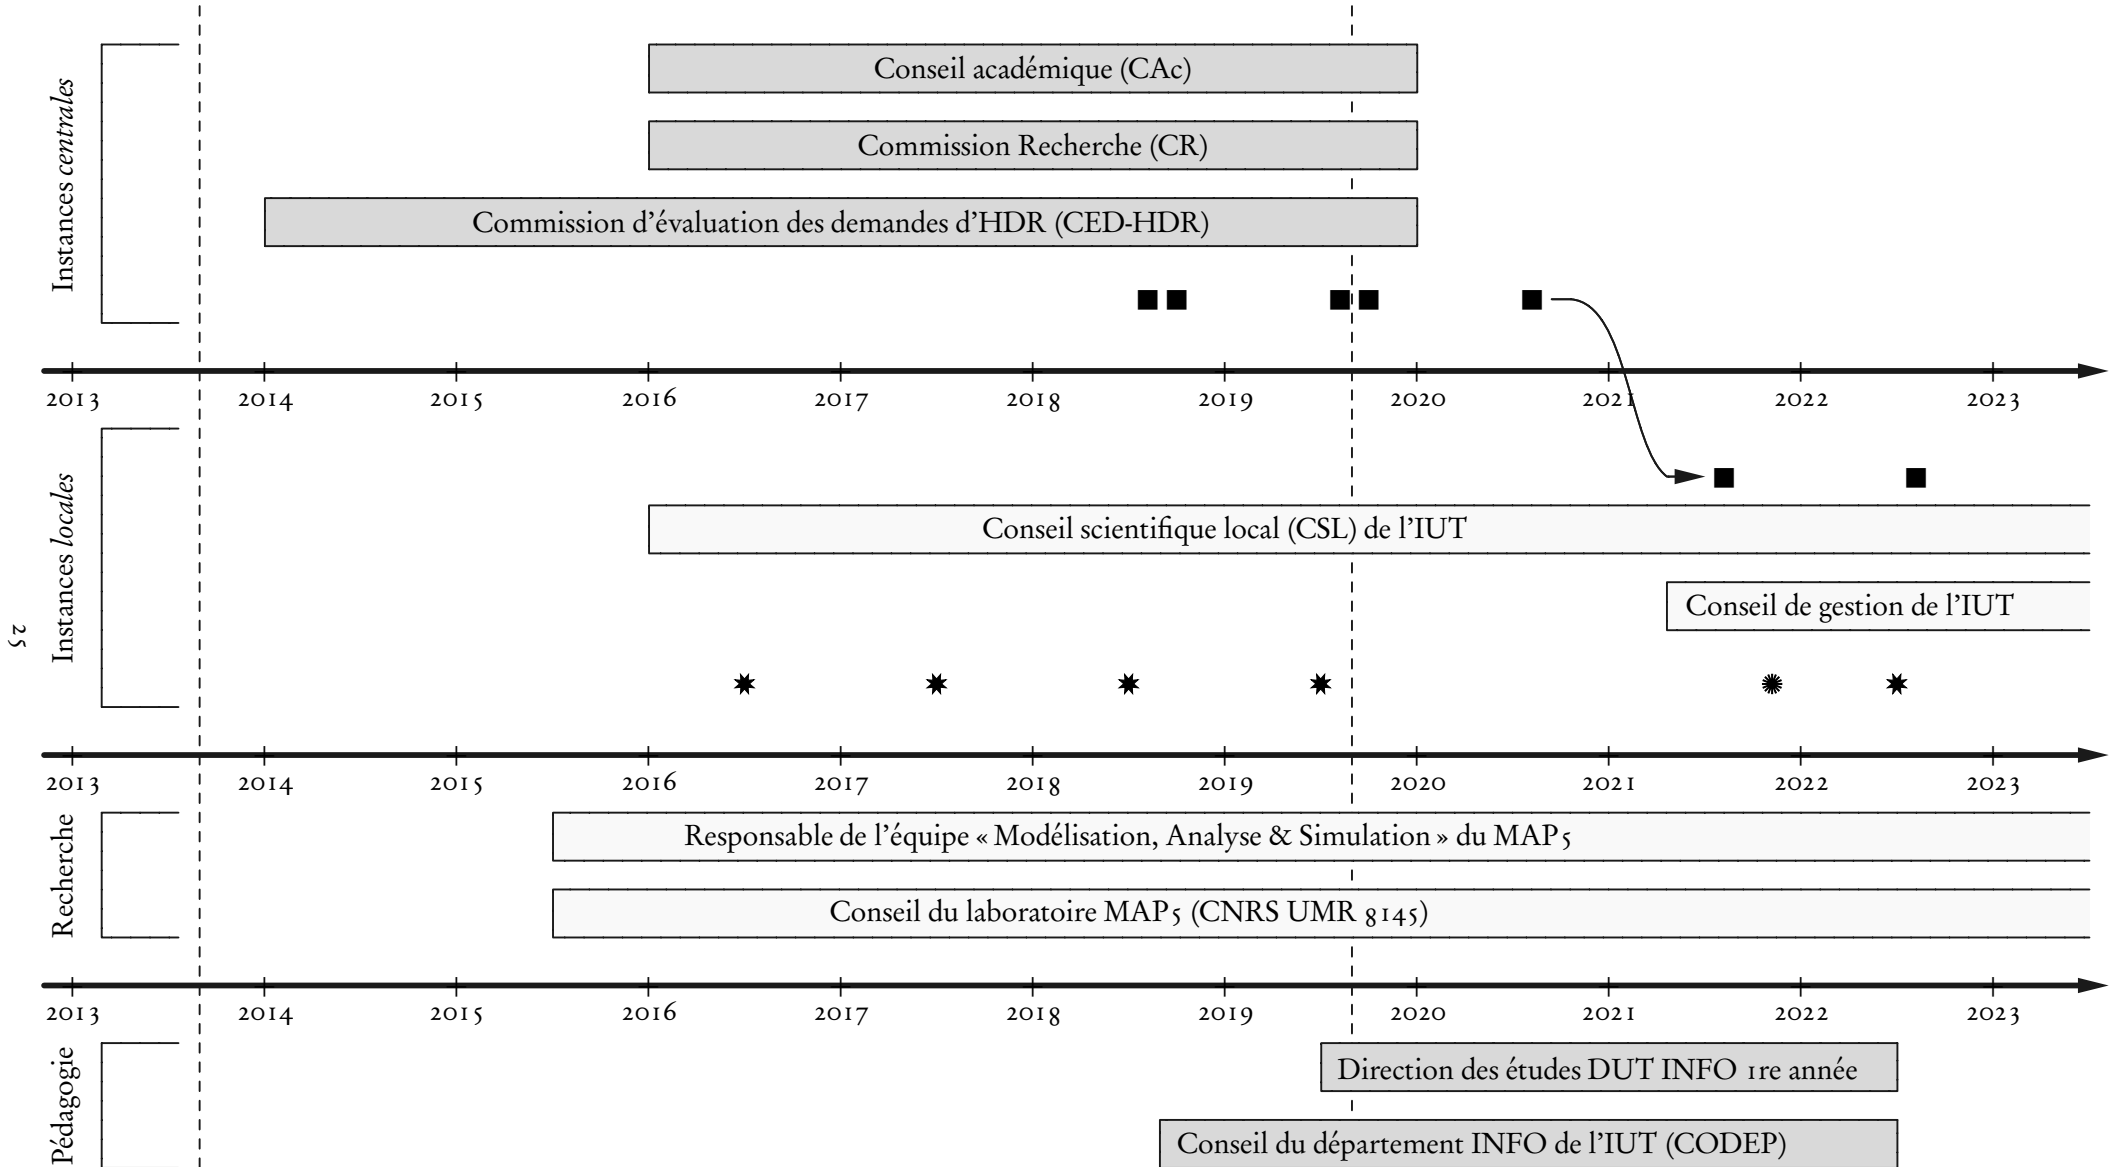 Instances centrales
Conseil académique (CAc)
Commission Recherche (CR)
Commission d’évaluation des demandes d’HDR (CED-HDR)
2013 2014 2015 2016 2017 2018 2019 2020 2021 2022 2023
Instances locales
Conseil scientifique local (CSL) de l’IUT
Conseil de gestion de l’IUT
25
2013 2014 2015 2016 2017 2018 2019 2020 2021 2022 2023
Recherche
Responsable de l’équipe « Modélisation, Analyse & Simulation » du MAP5
Conseil du laboratoire MAP5 (CNRS UMR 8145)
2013 2014 2015 2016 2017 2018 2019 2020 2021 2022 2023
Pédagogie
Direction des études DUT INFO 1re année
Conseil du département INFO de l’IUT (CODEP)